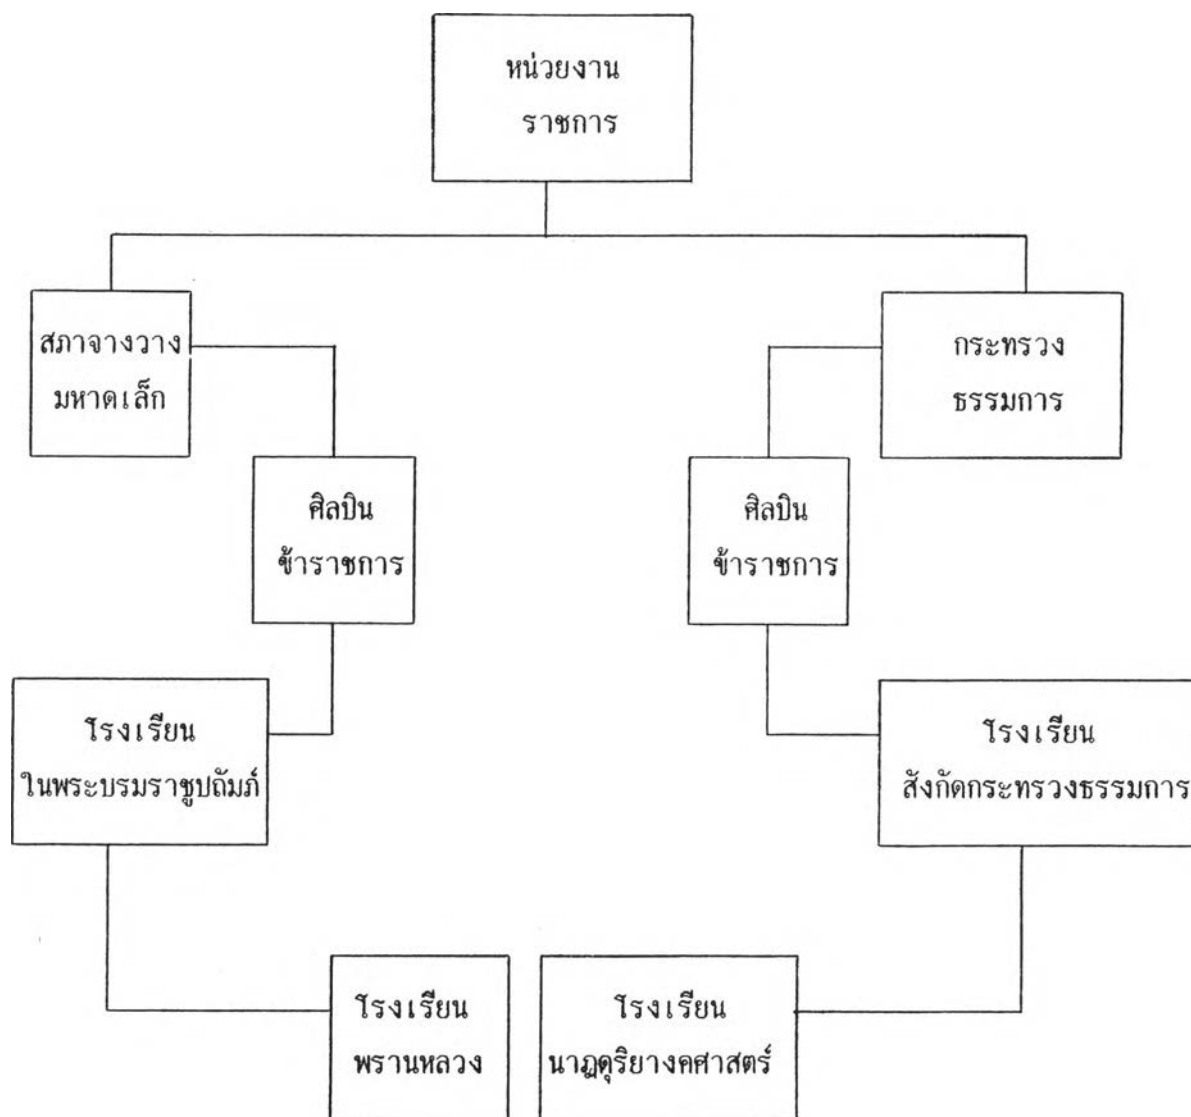 หน่วยงาน
ราชการ
สภาจางวาง
มหาดเล็ก
กระทรวง
ธรรมการ
ศิลปิน
ข้าราชการ
ศิลปิน
ข้าราชการ
โรงเรียน
ในพระบรมราชูปถัมภ์
โรงเรียน
สังกัดกระทรวงธรรมการ
โรงเรียน
พรานหลวง
โรงเรียน
นาฏดุริยางคศาสตร์